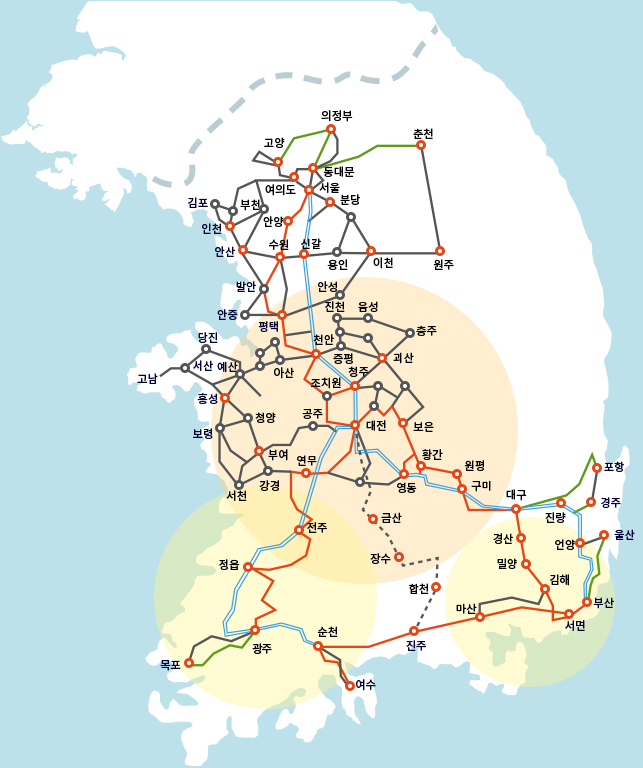 의정부
고양
춘천
동대문
여의도
서울
분당
김포
부천
인천
안양
안산
수원
신갈
용인
이천
원주
발안
안성
안중
평택
진천
음성
충주
당진
천안
증평
괴산
고남
서산
예산
아산
청주
조치원
홍성
청양
공주
대전
보은
보령
부여
연무
황간
원평
포항
서천
강경
영동
구미
대구
경주
진량
금산
전주
경산
언양
울산
장수
밀양
정읍
합천
김해
마산
부산
서면
광주
순천
진주
목포
여수